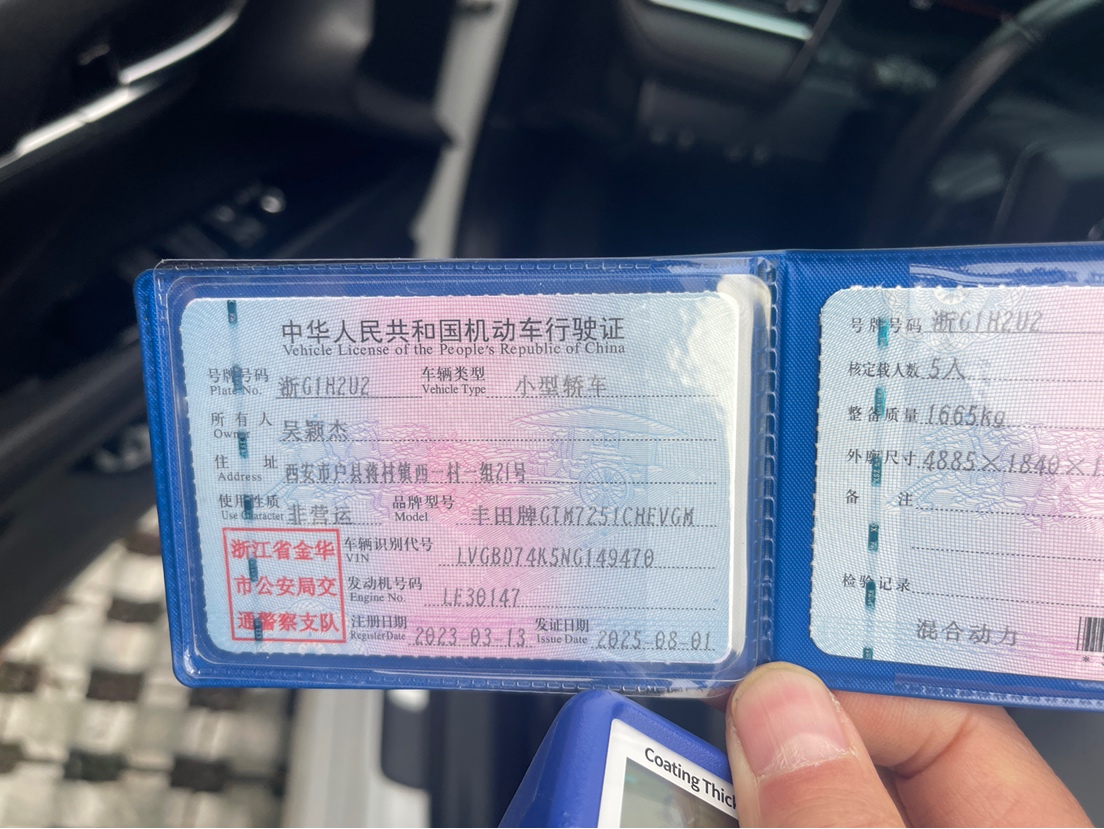 中华人民共和国机动车行驶证
Vehicle License of the People's Republic of China
号牌号码 浙G1H2U2 车辆类型 小型轿车
Plate No. Vehicle Type
所有人 吴颖杰
Owner
住址 西安市户县蒋村镇西一村一组21号
Address
使用性质 非营运 品牌型号 丰田牌GTM7251CHEVGM
Use Character Model
浙江省金华
市公安局交
通警察支队
车辆识别代号 LVGBD74K5NG149470
VIN
发动机号码 LE30147
Engine No.
注册日期 2023-03-13 发证日期 2025-08-01
Register Date Issue Date
号牌号码 浙G1H2U2
核定载人数 5人
整备质量 1665kg
外廓尺寸 4885×1840×1
备注
检验记录
混合动力
Coating Thick